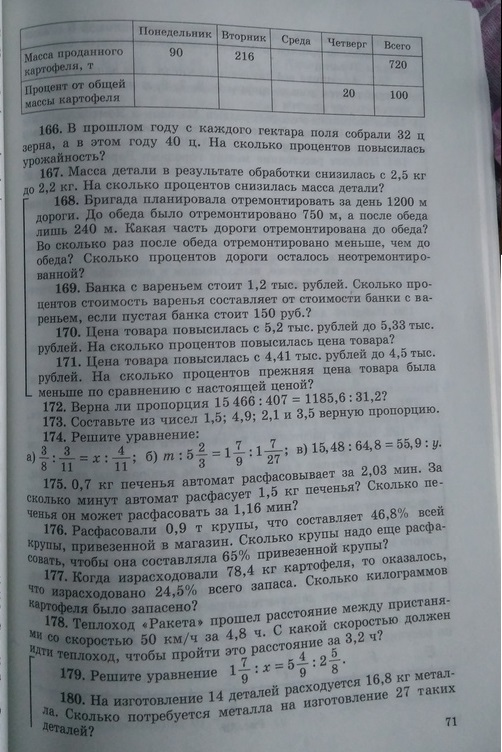 Понедельник Вторник Среда Четверг Всего
Масса проданного картофеля, т 90 216 720
Процент от общей массы картофеля 20 100
166. В прошлом году с каждого гектара поля собрали 32 ц
зерна, а в этом году 40 ц. На сколько процентов повысилась
урожайность?
167. Масса детали в результате обработки снизилась с 2,5 кг
до 2,2 кг. На сколько процентов снизилась масса детали?
168. Бригада планировала отремонтировать за день 1200 м
дороги. До обеда было отремонтировано 750 м, а после обеда
лишь 240 м. Какая часть дороги отремонтирована до обеда?
Во сколько раз после обеда отремонтировано меньше, чем до
обеда? Сколько процентов дороги осталось неотремонтиро-
ванной?
169. Банка с вареньем стоит 1,2 тыс. рублей. Сколько про-
центов стоимость варенья составляет от стоимости банки с ва-
реньем, если пустая банка стоит 150 руб.?
170. Цена товара повысилась с 5,2 тыс. рублей до 5,33 тыс.
рублей. На сколько процентов повысилась цена товара?
171. Цена товара повысилась с 4,41 тыс. рублей до 4,5 тыс.
рублей. На сколько процентов прежняя цена товара была
меньше по сравнению с настоящей ценой?
172. Верна ли пропорция 15 466 : 407 = 1185,6 : 31,2?
173. Составьте из чисел 1,5; 4,9; 2,1 и 3,5 верную пропорцию.
174. Решите уравнение:
а) 3/8 : 3/11 = x : 4/11; б) m : 5 2/3 = 1 7/9 : 1 7/27; в) 15,48 : 64,8 = 55,9 : y.
175. 0,7 кг печенья автомат расфасовывает за 2,03 мин. За
сколько минут автомат расфасует 1,5 кг печенья? Сколько пе-
ченья он может расфасовать за 1,16 мин?
176. Расфасовали 0,9 т крупы, что составляет 46,8% всей
крупы, привезенной в магазин. Сколько крупы надо еще расфа-
совать, чтобы она составляла 65% привезенной крупы?
177. Когда израсходовали 78,4 кг картофеля, то оказалось,
что израсходовано 24,5% всего запаса. Сколько килограммов
картофеля было запасено?
178. Теплоход «Ракета» прошел расстояние между пристаня-
ми со скоростью 50 км/ч за 4,8 ч. С какой скоростью должен
идти теплоход, чтобы пройти это расстояние за 3,2 ч?
179. Решите уравнение 1 7/9 : x = 5 4/9 : 2 5/8.
180. На изготовление 14 деталей расходуется 16,8 кг метал-
ла. Сколько потребуется металла на изготовление 27 таких
деталей?
71